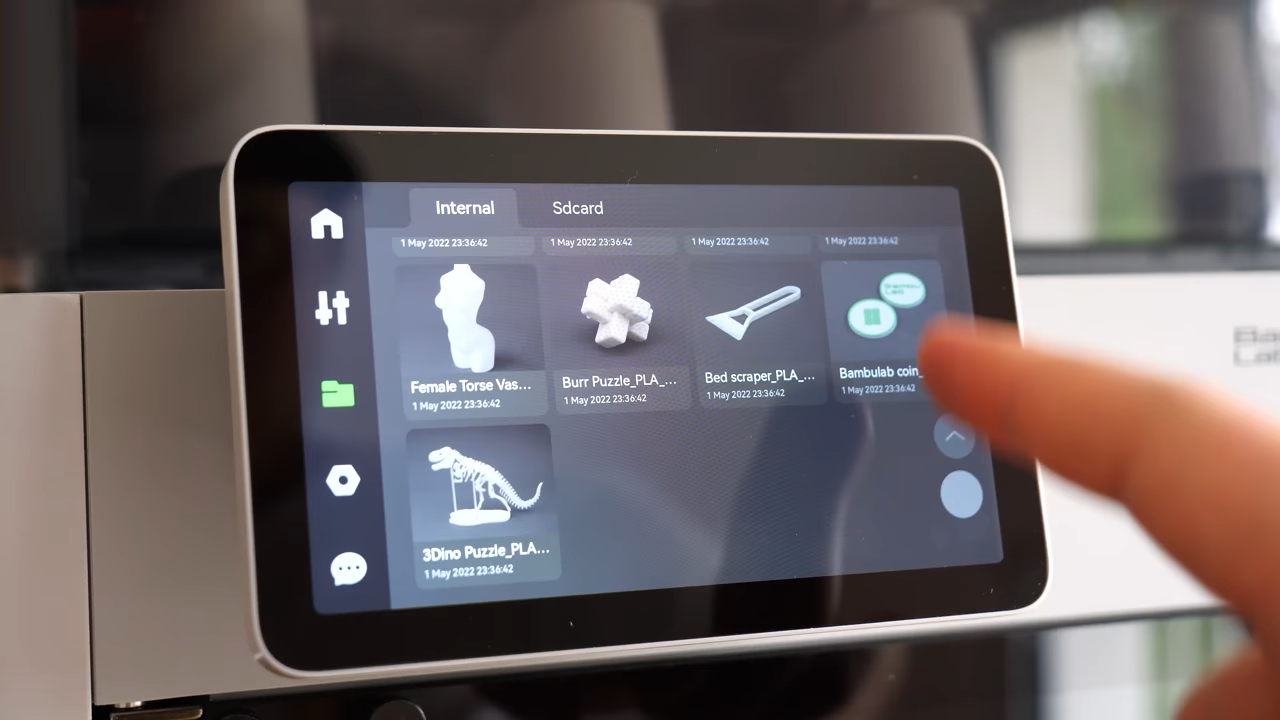 Internal
Sdcard
1 May 2022 23:36:42
1 May 2022 23:36:42
1 May 2022 23:36:42
1 May 2022 23:36:42
Female Torse Vas...
1 May 2022 23:36:42
Burr Puzzle_PLA_...
1 May 2022 23:36:42
Bed scraper_PLA_...
1 May 2022 23:36:42
Bambulab coin_
1 May 2022 23:36:42
3Dino Puzzle_PLA...
1 May 2022 23:36:42
Bambu
Lab